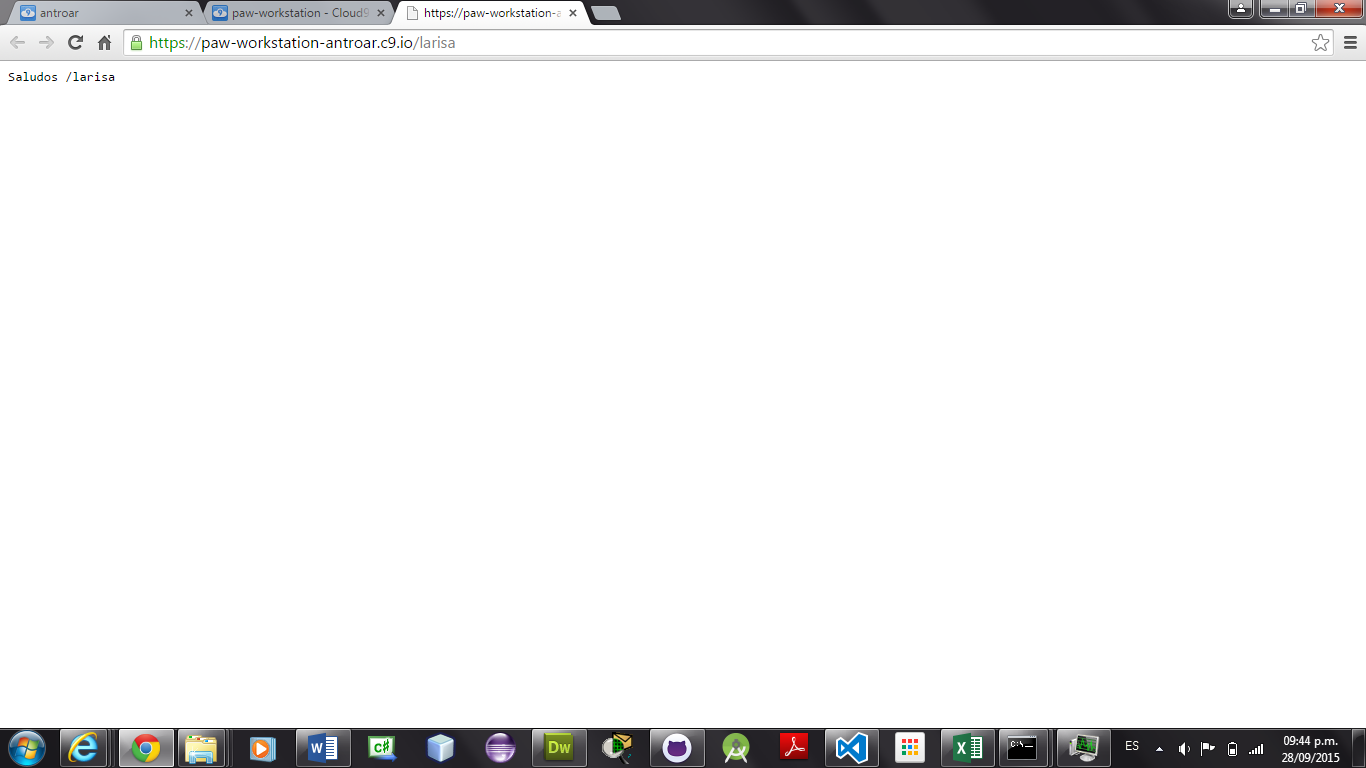 antroar
paw-workstation - Cloud9
https://paw-workstation-a
https://paw-workstation-antroar.c9.io/larisa
Saludos /larisa
W
C#
Dw
X
C:\_
ES
09:44 p.m.
28/09/2015